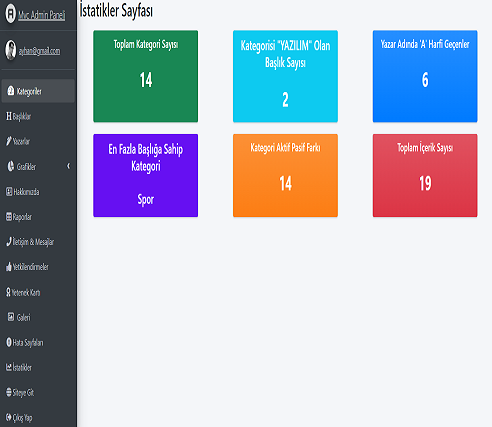 Mvc Admin Paneli
ayhan@gmail.com
Kategoriler
Başlıklar
Yazarlar
Grafikler
Hakkımızda
Raporlar
İletişim & Mesajlar
Yetkilendirmeler
Yetenek Kartı
Galeri
Hata Sayfaları
İstatikler
Siteye Git
Çıkış Yap
İstatikler Sayfası
Toplam Kategori Sayısı
14
Kategorisi "YAZILIM" Olan
Başlık Sayısı
2
Yazar Adında 'A' Harfi Geçenler
6
En Fazla Başlığa Sahip
Kategori
Spor
Kategori Aktif Pasif Farkı
14
Toplam İçerik Sayısı
19